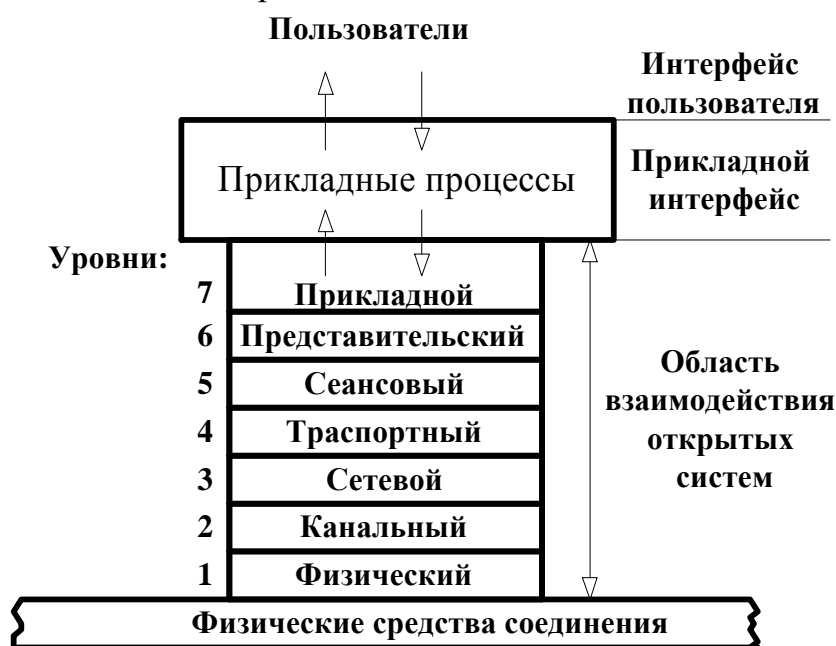 Пользователи
Интерфейс
пользователя
Прикладные процессы
Прикладной
интерфейс
Уровни:
7 Прикладной
6 Представительский
5 Сеансовый
4 Траспортный
3 Сетевой
2 Канальный
1 Физический
Область
взаимодействия
открытых
систем
Физические средства соединения